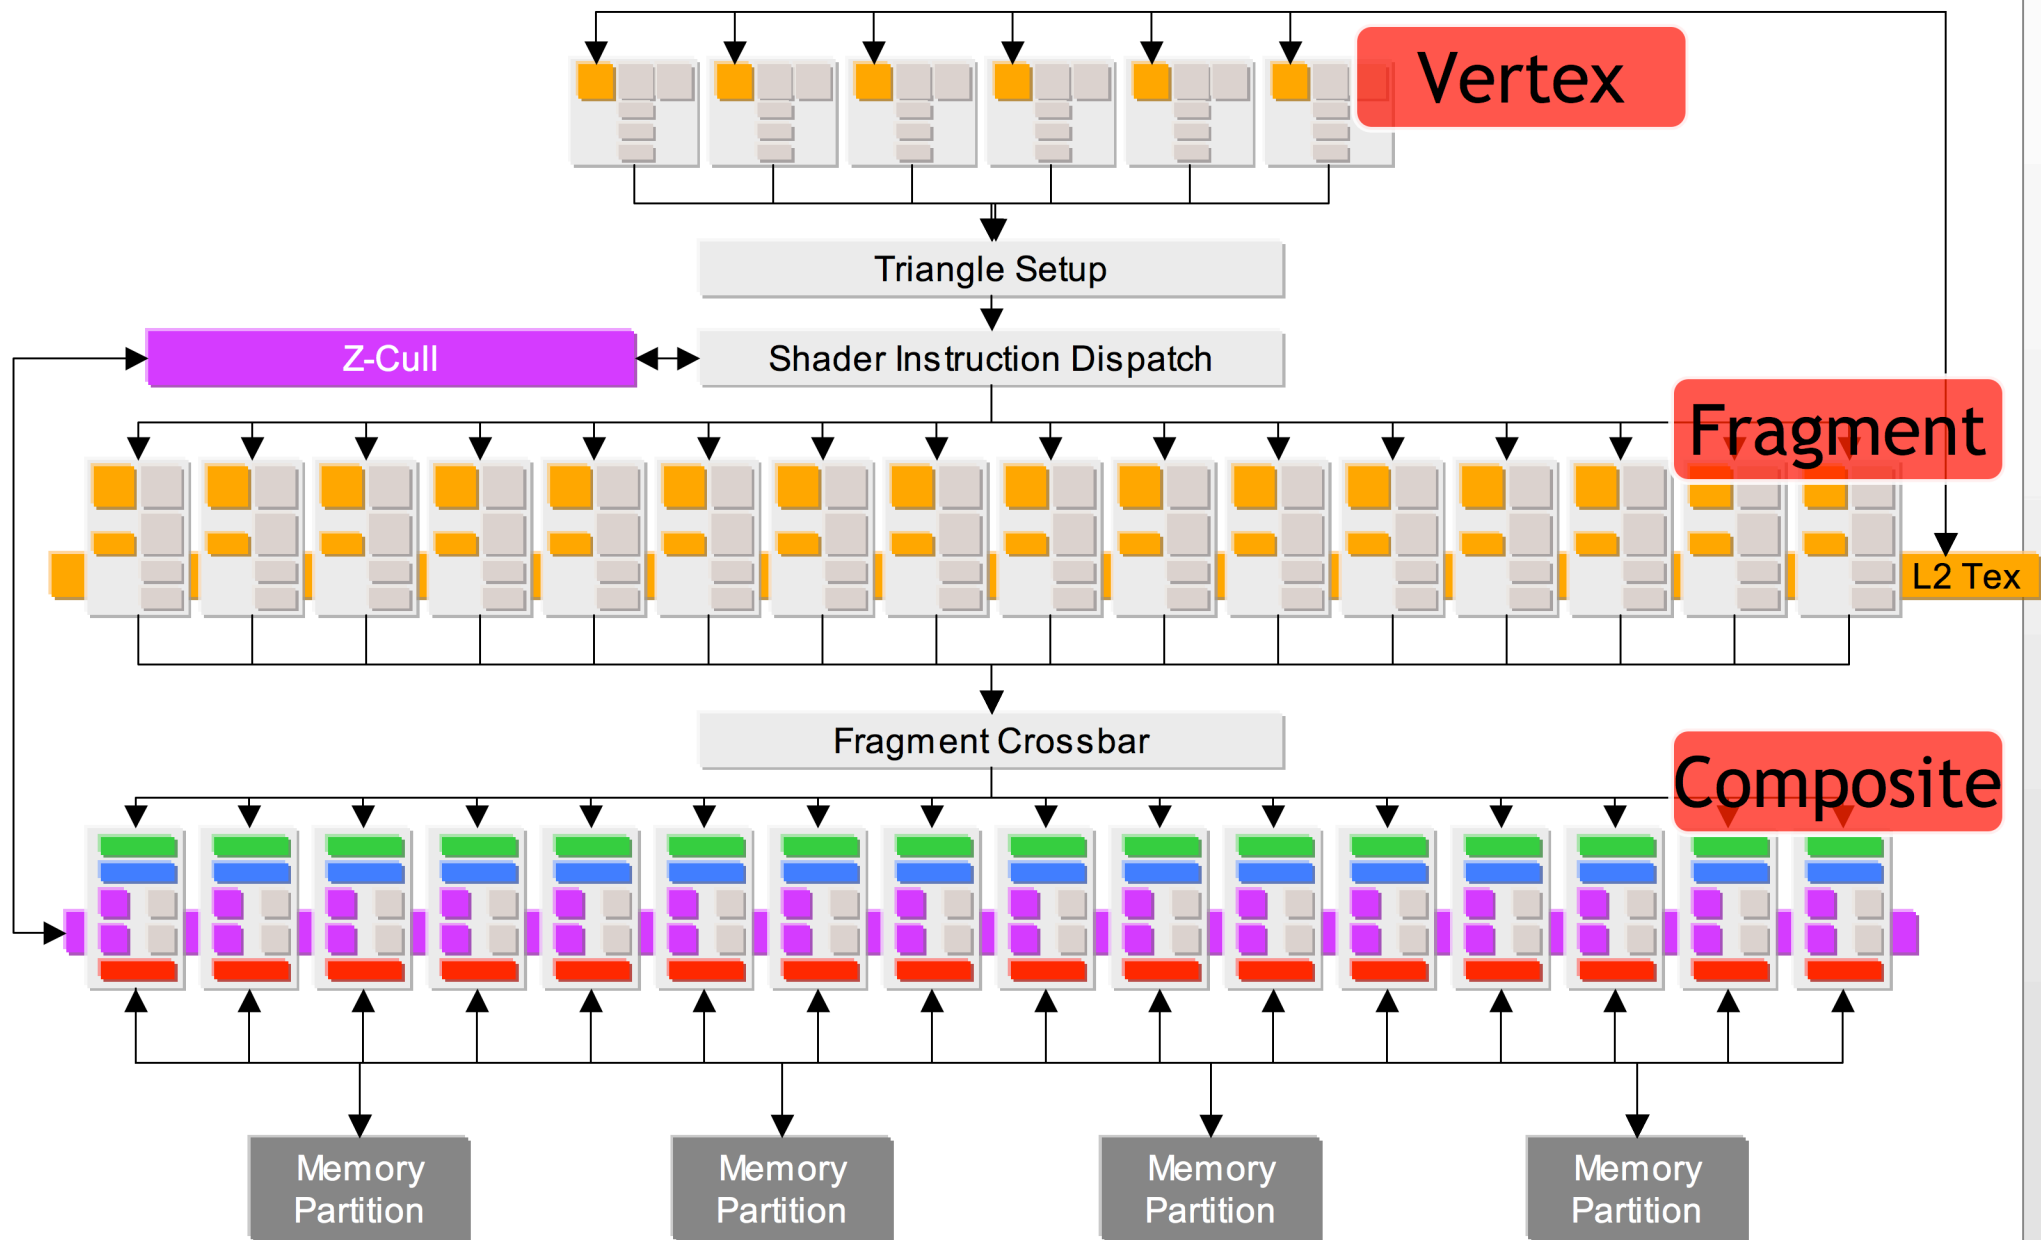 Vertex
Triangle Setup
Z-Cull
Shader Instruction Dispatch
Fragment
L2 Tex
Fragment Crossbar
Composite
Memory
Partition
Memory
Partition
Memory
Partition
Memory
Partition